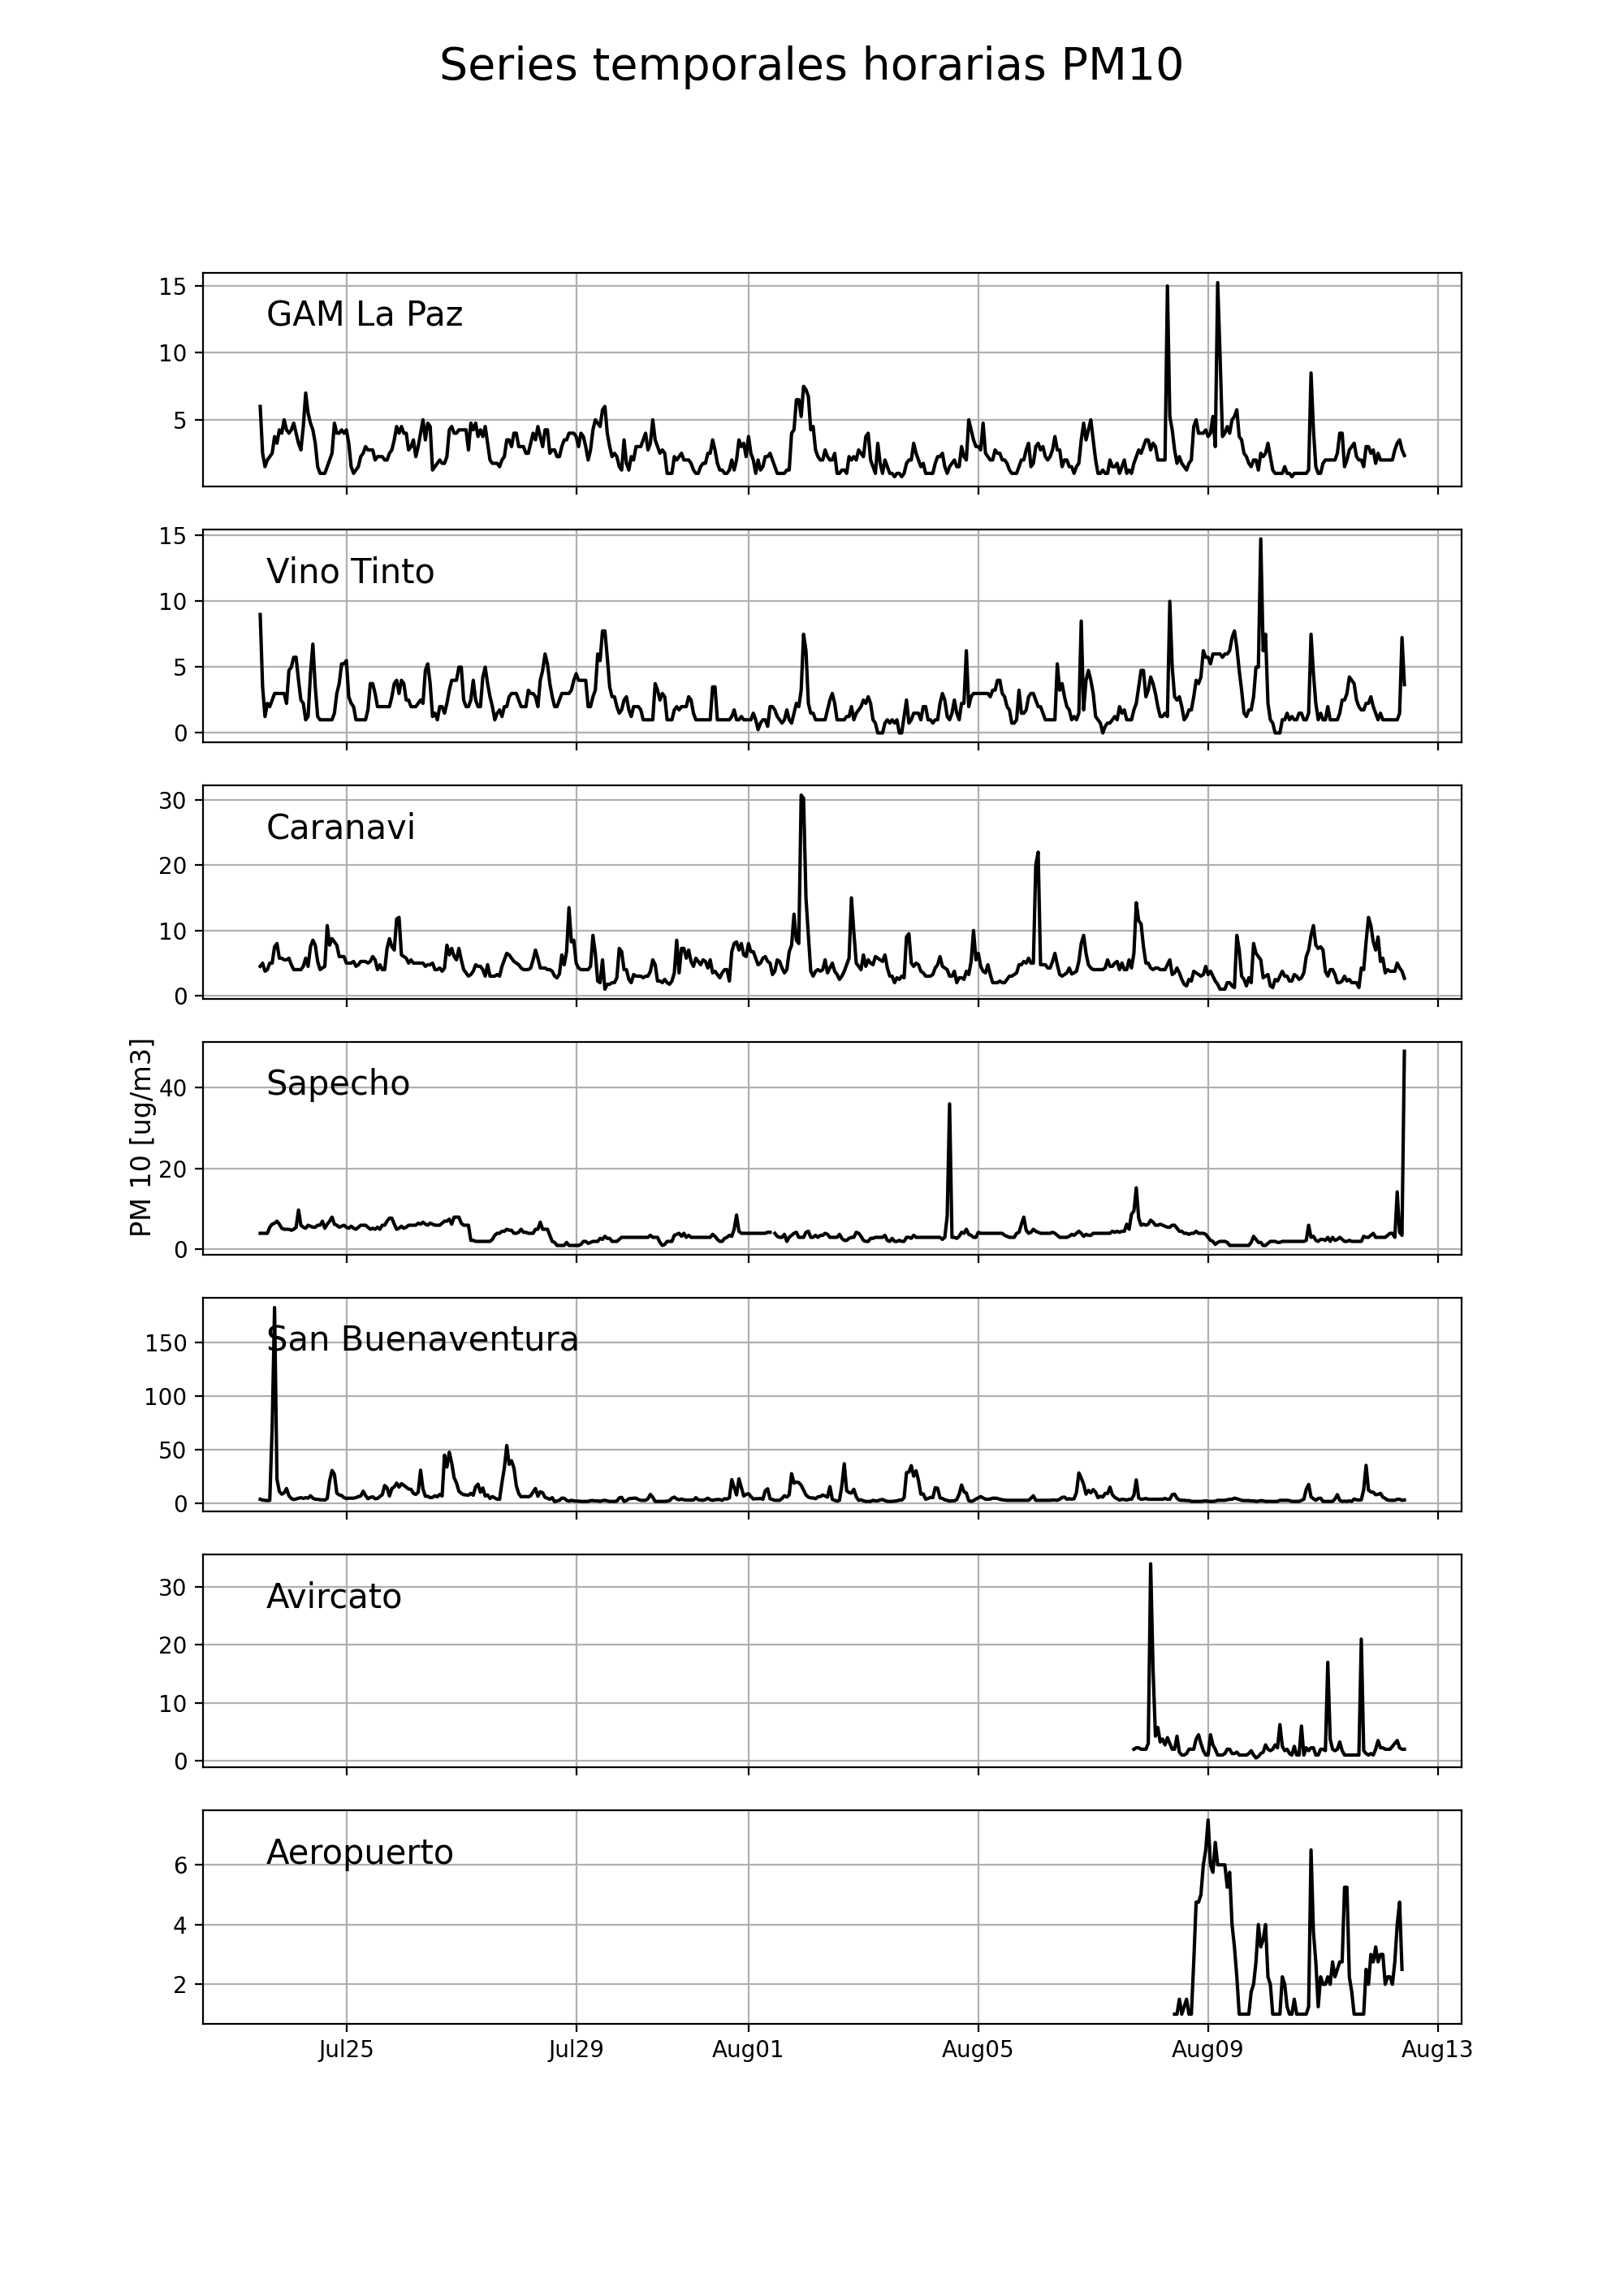 Series temporales horarias PM10
GAM La Paz
15
10
5
Vino Tinto
15
10
5
0
Caranavi
30
20
10
0
PM 10 [ug/m3]
Sapecho
40
20
0
San Buenaventura
150
100
50
0
Avircato
30
20
10
0
Aeropuerto
6
4
2
Jul25 Jul29 Aug01 Aug05 Aug09 Aug13